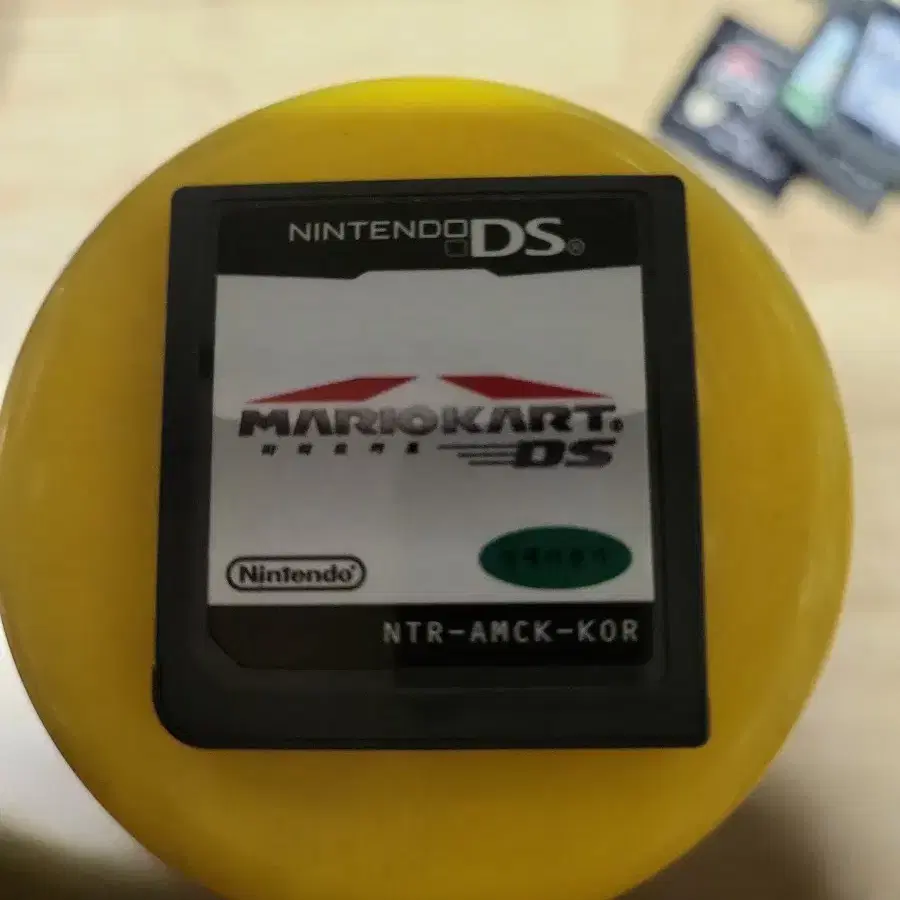 NINTENDO DS®
MARIOKART®
DS
Nintendo®
NTR-AMCK-KOR